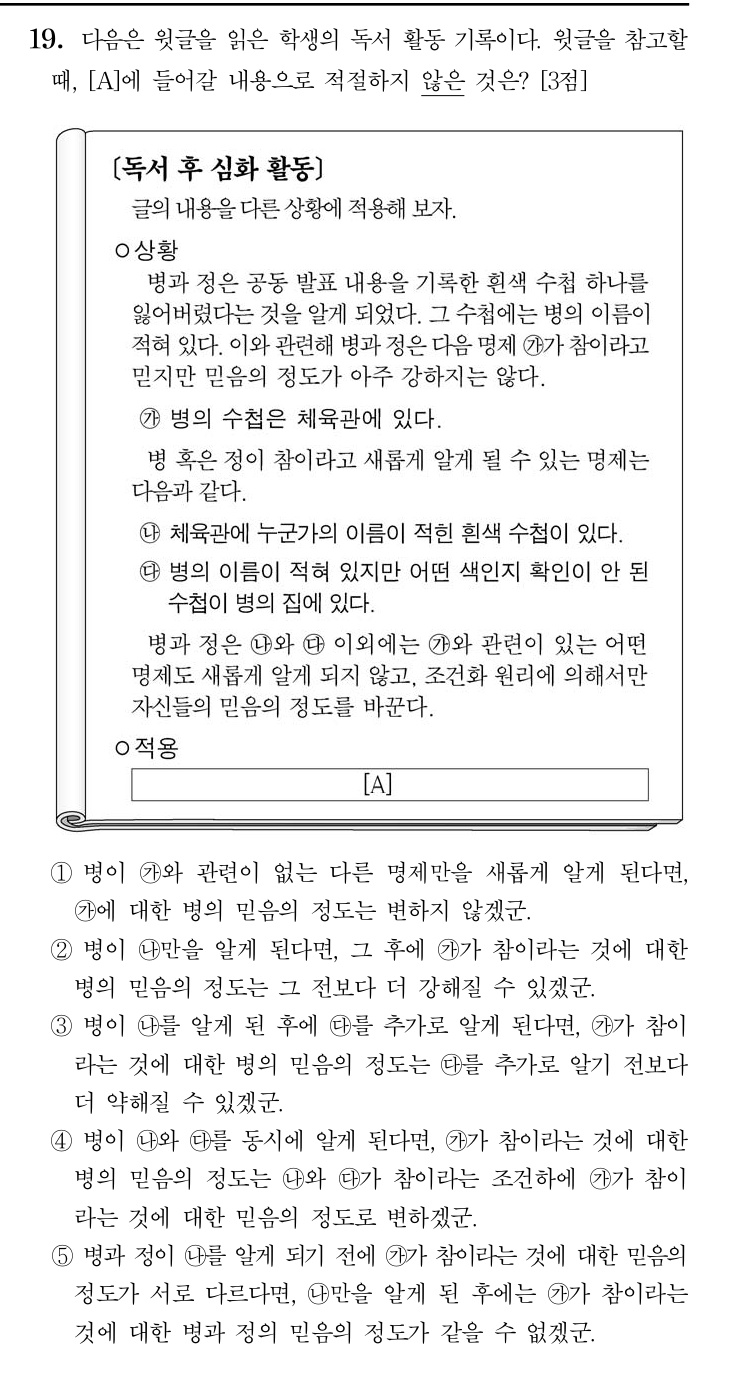 19. 다음은 윗글을 읽은 학생의 독서 활동 기록이다. 윗글을 참고할
때, [A]에 들어갈 내용으로 적절하지 않은 것은? [3점]
〔독서 후 심화 활동〕
글의 내용을 다른 상황에 적용해 보자.
○상황
병과 정은 공동 발표 내용을 기록한 흰색 수첩 하나를
잃어버렸다는 것을 알게 되었다. 그 수첩에는 병의 이름이
적혀 있다. 이와 관련해 병과 정은 다음 명제 ㉮가 참이라고
믿지만 믿음의 정도가 아주 강하지는 않다.
㉮ 병의 수첩은 체육관에 있다.
병 혹은 정이 참이라고 새롭게 알게 될 수 있는 명제는
다음과 같다.
㉯ 체육관에 누군가의 이름이 적힌 흰색 수첩이 있다.
㉰ 병의 이름이 적혀 있지만 어떤 색인지 확인이 안 된
수첩이 병의 집에 있다.
병과 정은 ㉯와 ㉰ 이외에는 ㉮와 관련이 있는 어떤
명제도 새롭게 알게 되지 않고, 조건화 원리에 의해서만
자신들의 믿음의 정도를 바꾼다.
○적용
[A]
① 병이 ㉮와 관련이 없는 다른 명제만을 새롭게 알게 된다면,
㉮에 대한 병의 믿음의 정도는 변하지 않겠군.
② 병이 ㉯만을 알게 된다면, 그 후에 ㉮가 참이라는 것에 대한
병의 믿음의 정도는 그 전보다 더 강해질 수 있겠군.
③ 병이 ㉯를 알게 된 후에 ㉰를 추가로 알게 된다면, ㉮가 참이
라는 것에 대한 병의 믿음의 정도는 ㉰를 추가로 알기 전보다
더 약해질 수 있겠군.
④ 병이 ㉯와 ㉰를 동시에 알게 된다면, ㉮가 참이라는 것에 대한
병의 믿음의 정도는 ㉯와 ㉰가 참이라는 조건하에 ㉮가 참이
라는 것에 대한 믿음의 정도로 변하겠군.
⑤ 병과 정이 ㉯를 알게 되기 전에 ㉮가 참이라는 것에 대한 믿음의
정도가 서로 다르다면, ㉯만을 알게 된 후에는 ㉮가 참이라는
것에 대한 병과 정의 믿음의 정도가 같을 수 없겠군.